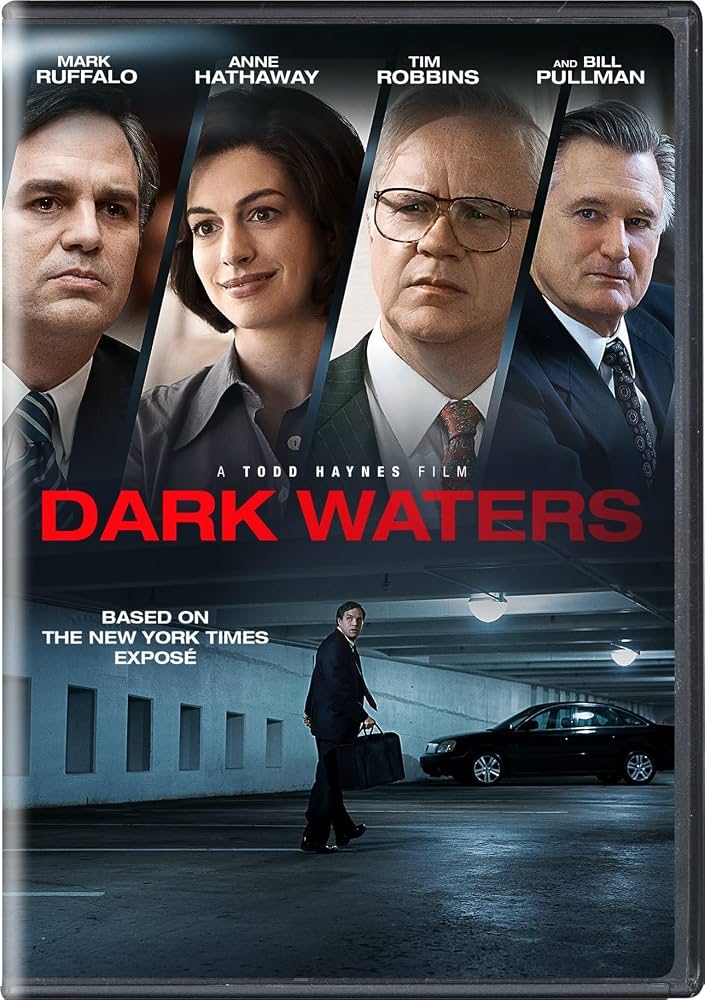 MARK
RUFFALO
ANNE
HATHAWAY
TIM
ROBBINS
AND BILL
PULLMAN
A TODD HAYNES FILM
DARK WATERS
BASED ON
THE NEW YORK TIMES
EXPOSÉ